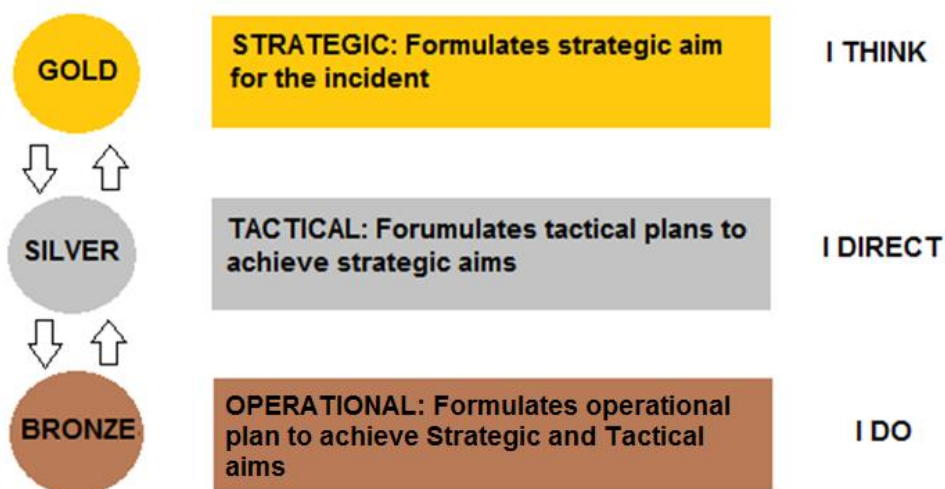 GOLD
STRATEGIC: Formulates strategic aim
for the incident
I THINK
SILVER
TACTICAL: Forumulates tactical plans to
achieve strategic aims
I DIRECT
BRONZE
OPERATIONAL: Formulates operational
plan to achieve Strategic and Tactical
aims
I DO